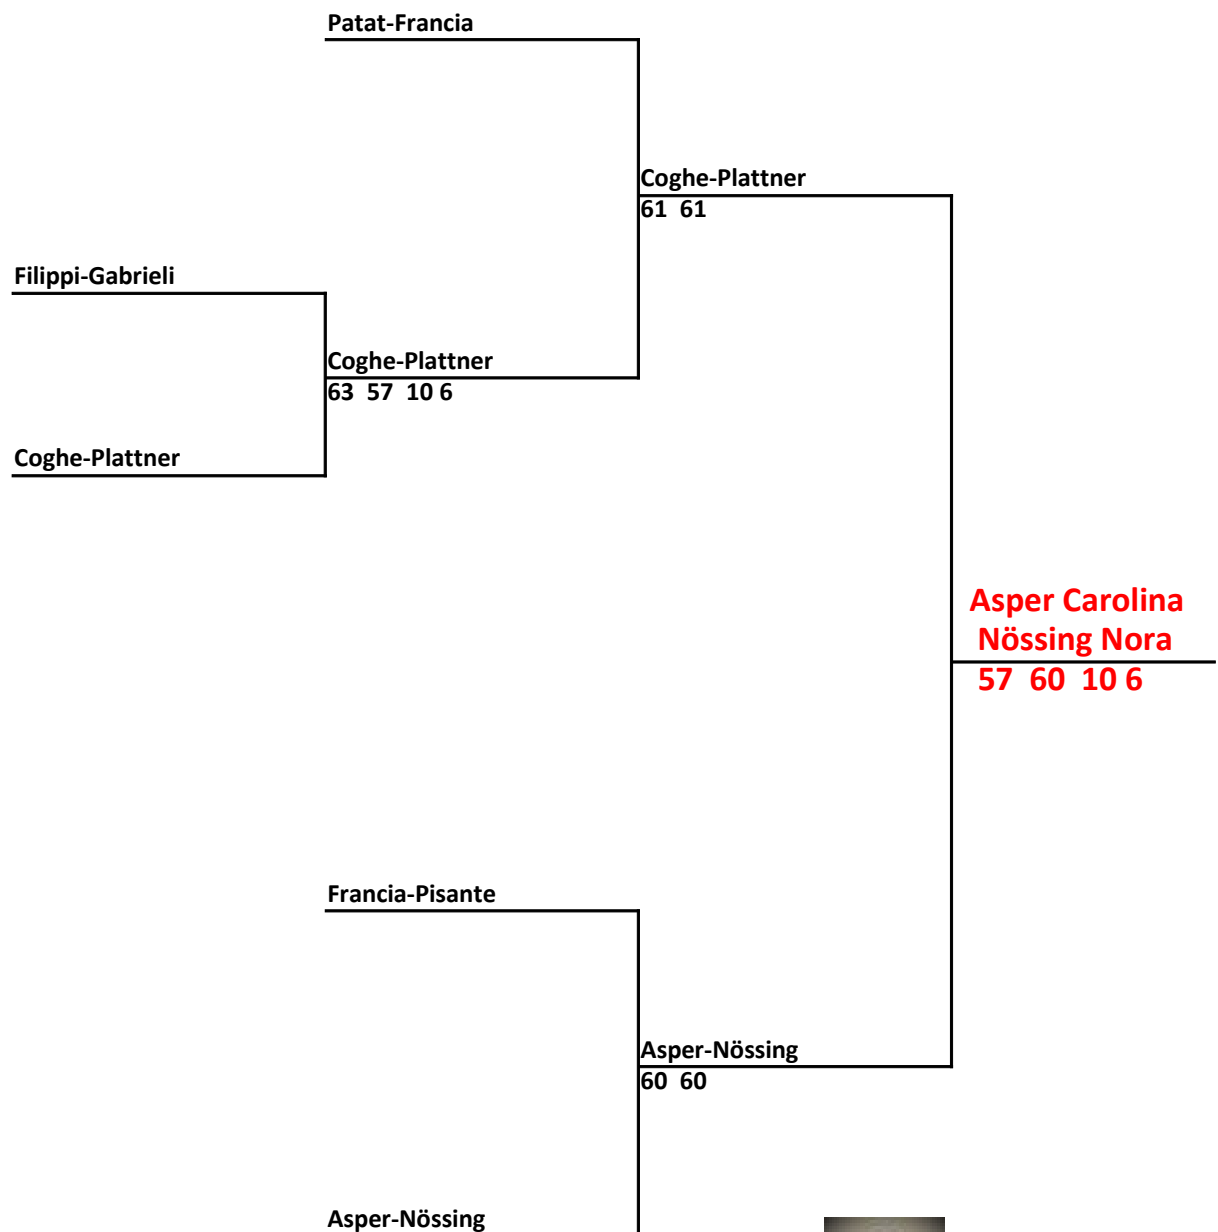 Patat-Francia
Coghe-Plattner
61 61
Filippi-Gabrieli
Coghe-Plattner
63 57 10 6
Coghe-Plattner
Asper Carolina
Nössing Nora
57 60 10 6
Francia-Pisante
Asper-Nössing
60 60
Asper-Nössing